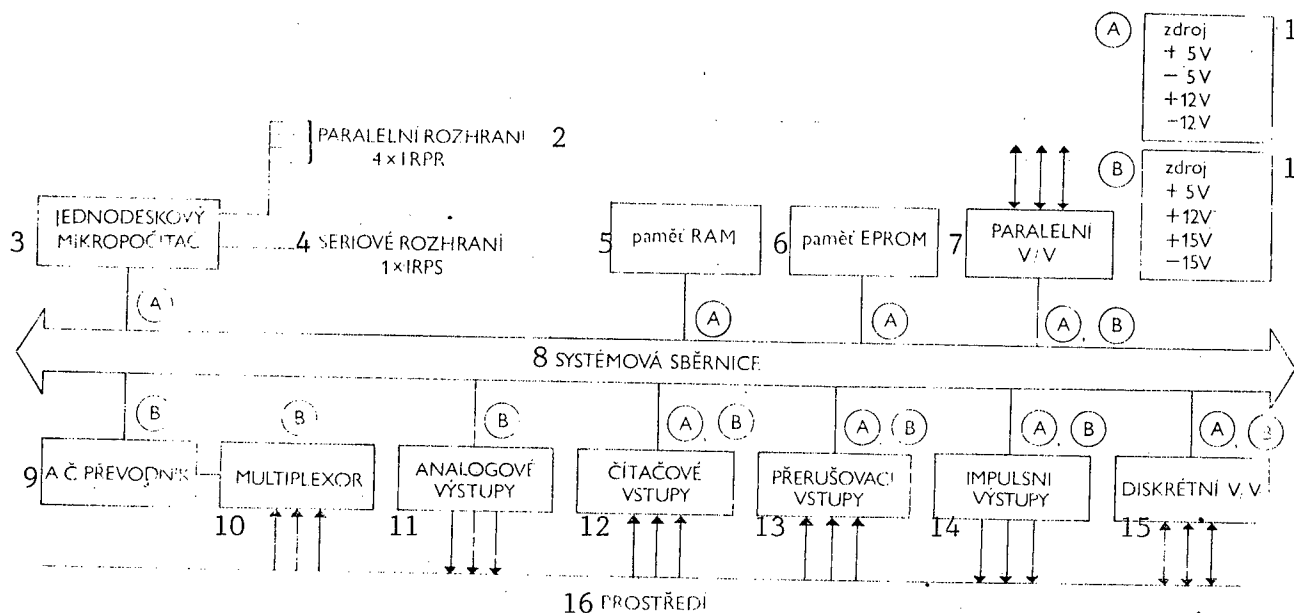 A
zdroj
+ 5V
− 5V
+12V
−12V
1
B
zdroj
+ 5V
+12V
+15V
−15V
1
PARALELNÍ ROZHRANÍ
4×IRPR
2
3
JEDNODESKOVÝ
MIKROPOČÍTAČ
4 SERIOVÉ ROZHRANÍ
1×IRPS
5 paměť RAM
6 paměť EPROM
7 PARALELNÍ
V/V
A
A
A
A, B
8 SYSTÉMOVÁ SBĚRNICE
B
B
B
A, B
A, B
A, B
A, B
9 A Č PŘEVODNÍK
MULTIPLEXOR
ANALOGOVÉ
VÝSTUPY
ČÍTAČOVÉ
VSTUPY
PŘERUŠOVACÍ
VSTUPY
IMPULSNÍ
VÝSTUPY
DISKRÉTNÍ V/V
10
11
12
13
14
15
16 PROSTŘEDÍ